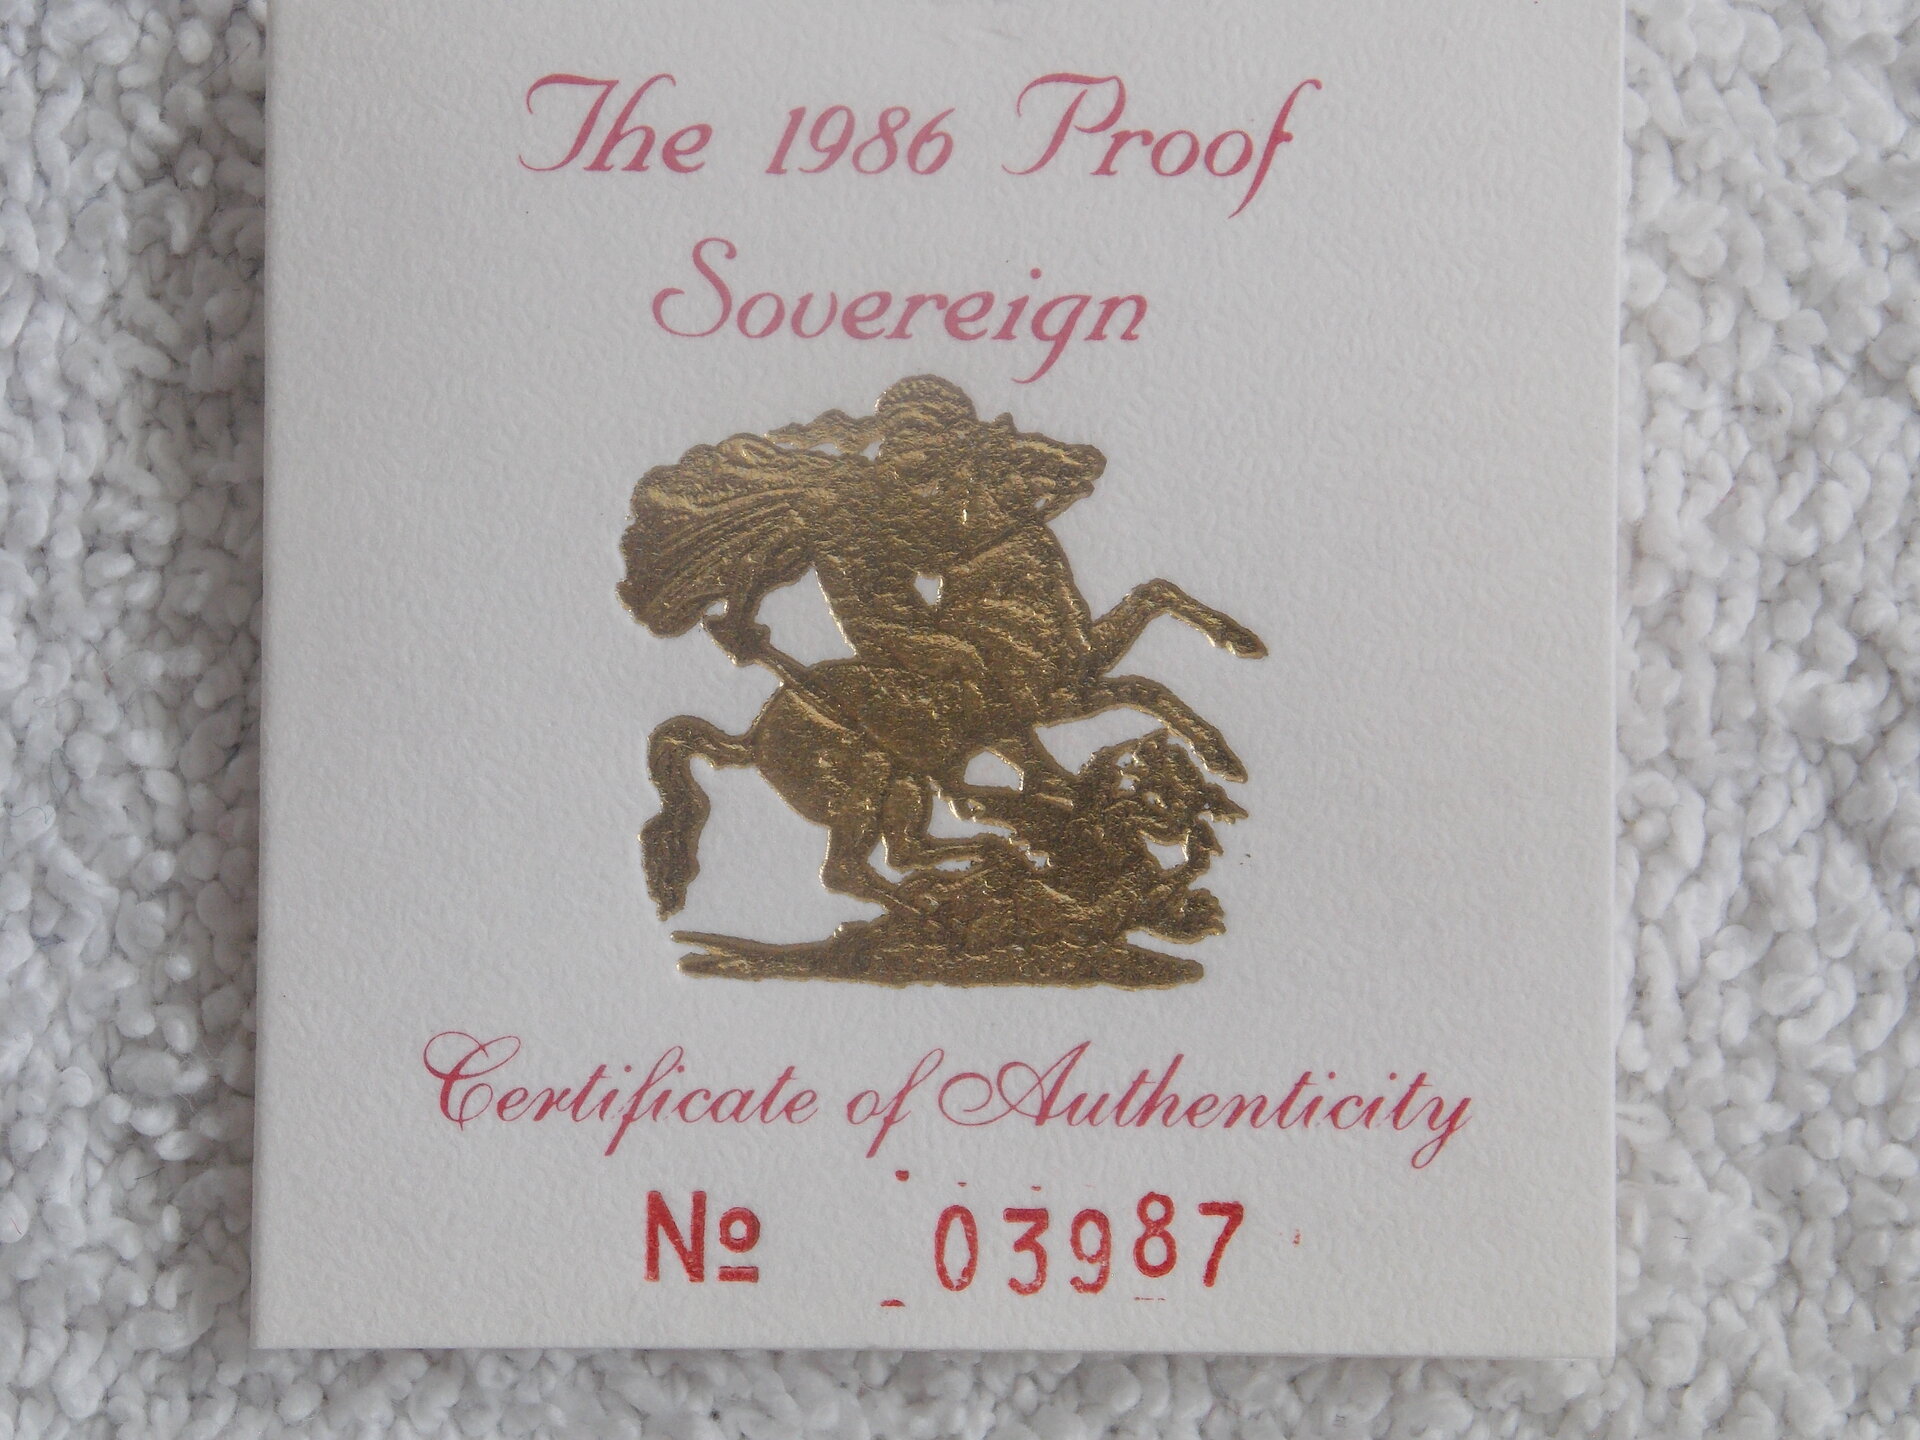 The 1986 Proof
Sovereign
Certificate of Authenticity
Nº 03987